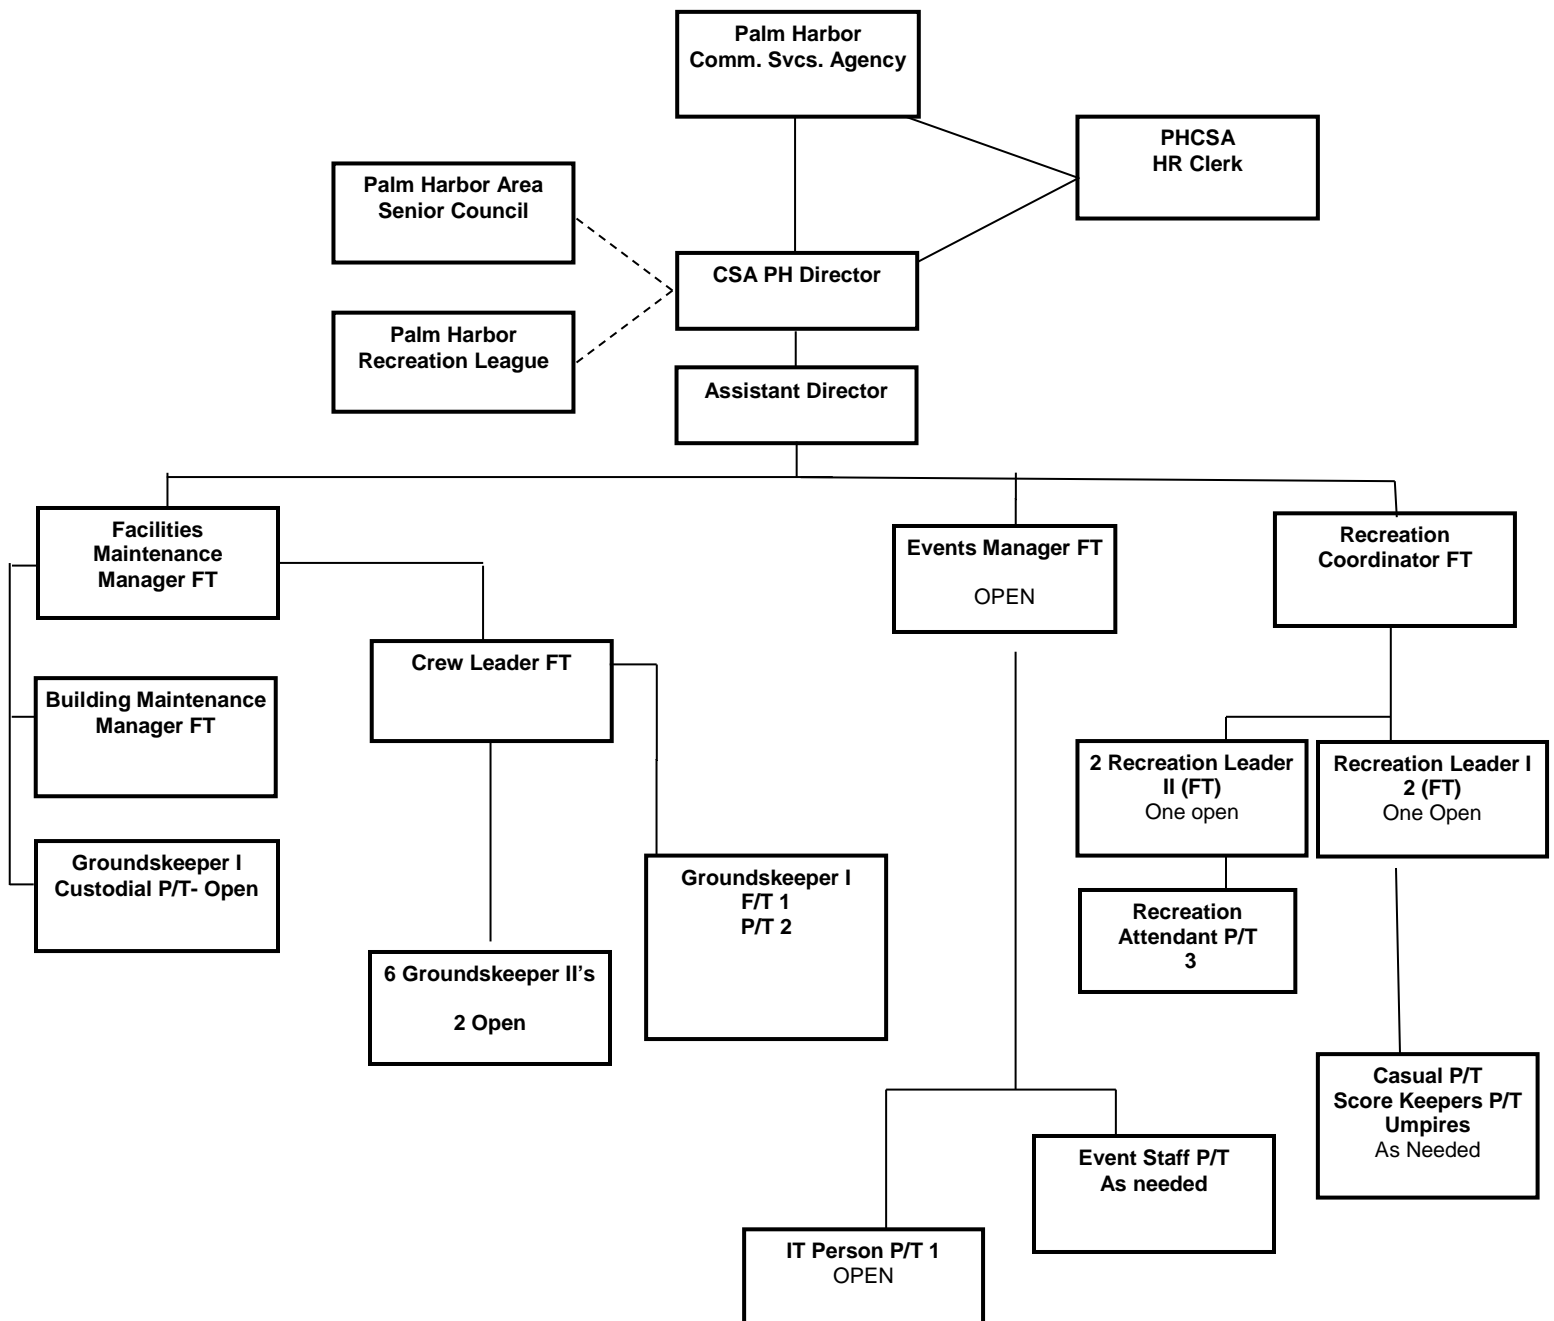 Palm Harbor
Comm. Svcs. Agency
PHCSA
HR Clerk
Palm Harbor Area
Senior Council
CSA PH Director
Palm Harbor
Recreation League
Assistant Director
Facilities
Maintenance
Manager FT
Events Manager FT
OPEN
Recreation
Coordinator FT
Crew Leader FT
Building Maintenance
Manager FT
2 Recreation Leader
II (FT)
One open
Recreation Leader I
2 (FT)
One Open
Groundskeeper I
Custodial P/T- Open
Groundskeeper I
F/T 1
P/T 2
Recreation
Attendant P/T
3
6 Groundskeeper II’s
2 Open
Casual P/T
Score Keepers P/T
Umpires
As Needed
Event Staff P/T
As needed
IT Person P/T 1
OPEN